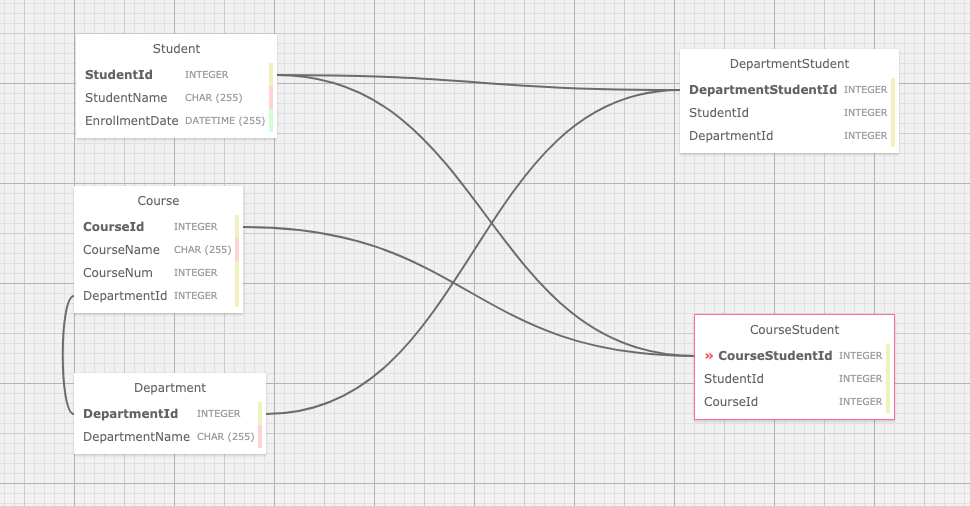 Student
StudentId INTEGER
StudentName CHAR (255)
EnrollmentDate DATETIME (255)
Course
CourseId INTEGER
CourseName CHAR (255)
CourseNum INTEGER
DepartmentId INTEGER
Department
DepartmentId INTEGER
DepartmentName CHAR (255)
DepartmentStudent
DepartmentStudentId INTEGER
StudentId INTEGER
DepartmentId INTEGER
CourseStudent
» CourseStudentId INTEGER
StudentId INTEGER
CourseId INTEGER